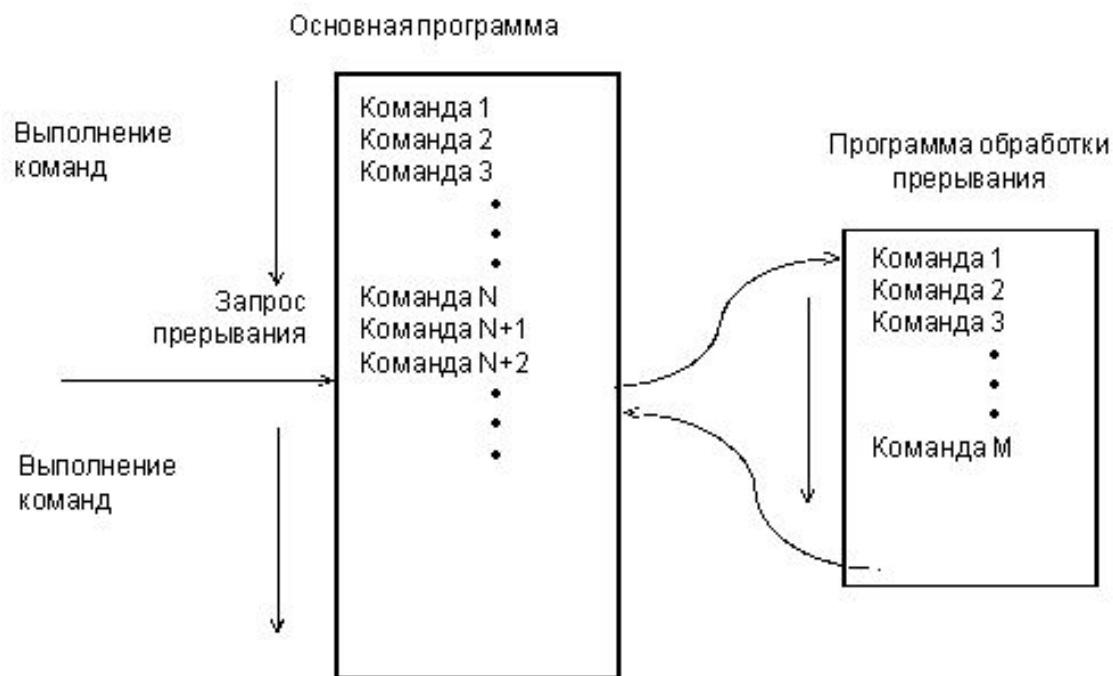 Основная программа
Выполнение
команд
Команда 1
Команда 2
Команда 3
Запрос
прерывания
Команда N
Команда N+1
Команда N+2
Выполнение
команд
Программа обработки
прерывания
Команда 1
Команда 2
Команда 3
Команда M